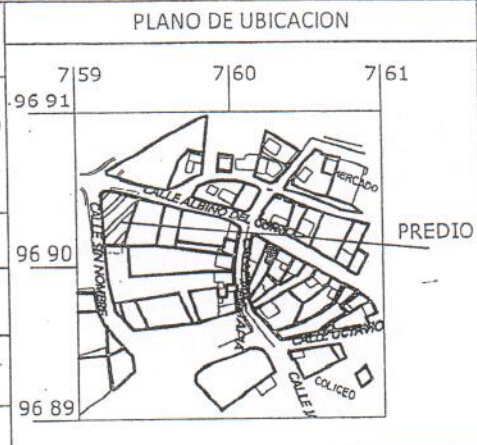 PLANO DE UBICACION
7 59 7 60 7 61
96 91
MERCADO
CALLE ALBINO DEL
PREDIO
CALLE SIN NOMBRE
96 90
CALLE OCTAVIO
COLICEO
CALLE
96 89